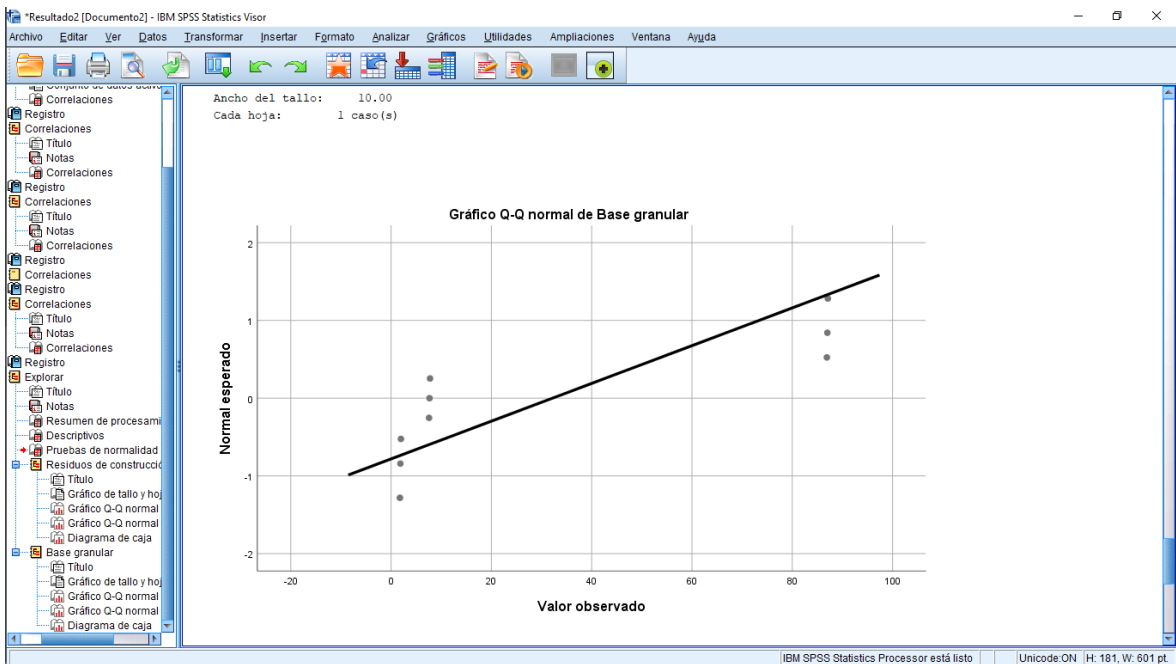 *Resultado2 [Documento2] - IBM SPSS Statistics Visor
Archivo Editar Ver Datos Transformar Insertar Formato Analizar Gráficos Utilidades Ampliaciones Ventana Ayuda
Conjunto de datos activo
Correlaciones
Registro
Correlaciones
Título
Notas
Correlaciones
Registro
Correlaciones
Título
Notas
Correlaciones
Registro
Correlaciones
Registro
Correlaciones
Título
Notas
Correlaciones
Registro
Explorar
Título
Notas
Resumen de procesami
Descriptivos
Pruebas de normalidad
Residuos de construcció
Título
Gráfico de tallo y hoj
Gráfico Q-Q normal
Gráfico Q-Q normal
Diagrama de caja
Base granular
Título
Gráfico de tallo y hoj
Gráfico Q-Q normal
Gráfico Q-Q normal
Diagrama de caja
Ancho del tallo: 10.00
Cada hoja: 1 caso(s)
Gráfico Q-Q normal de Base granular
Normal esperado
2
1
0
-1
-2
-20 0 20 40 60 80 100
Valor observado
IBM SPSS Statistics Processor está listo Unicode:ON H: 181, W: 601 pt.